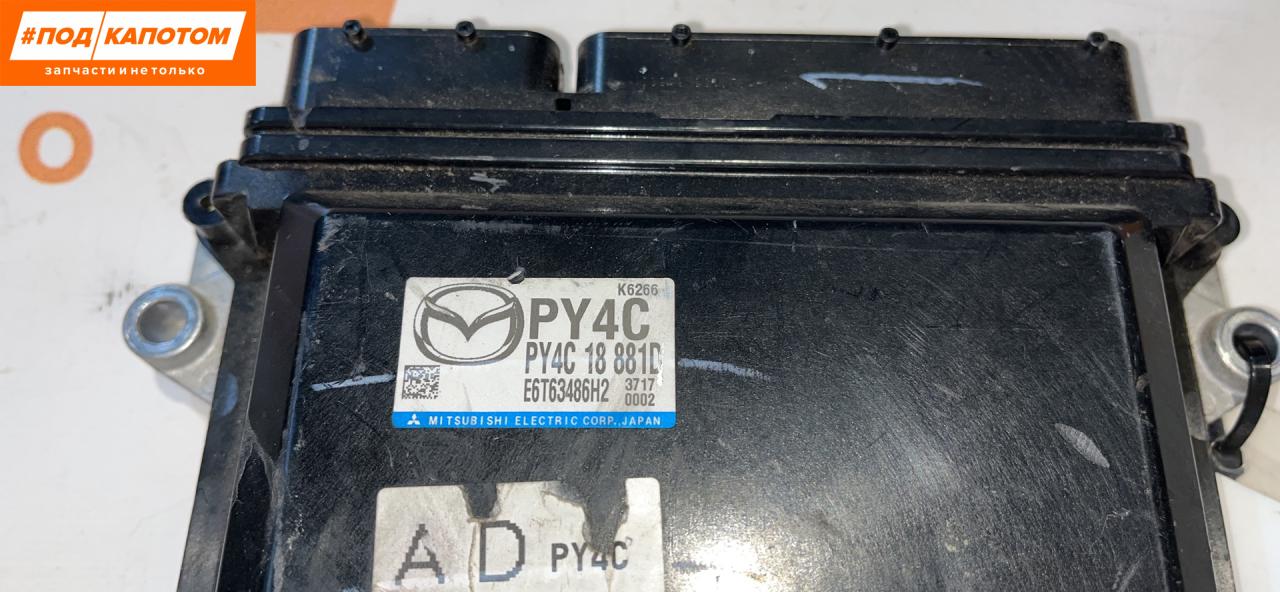 #ПОД КАПОТОМ
запчасти и не только
K6266
PY4C
PY4C 18 881D
E6T63486H2 3717 0002
MITSUBISHI ELECTRIC CORP., JAPAN
A D PY4C